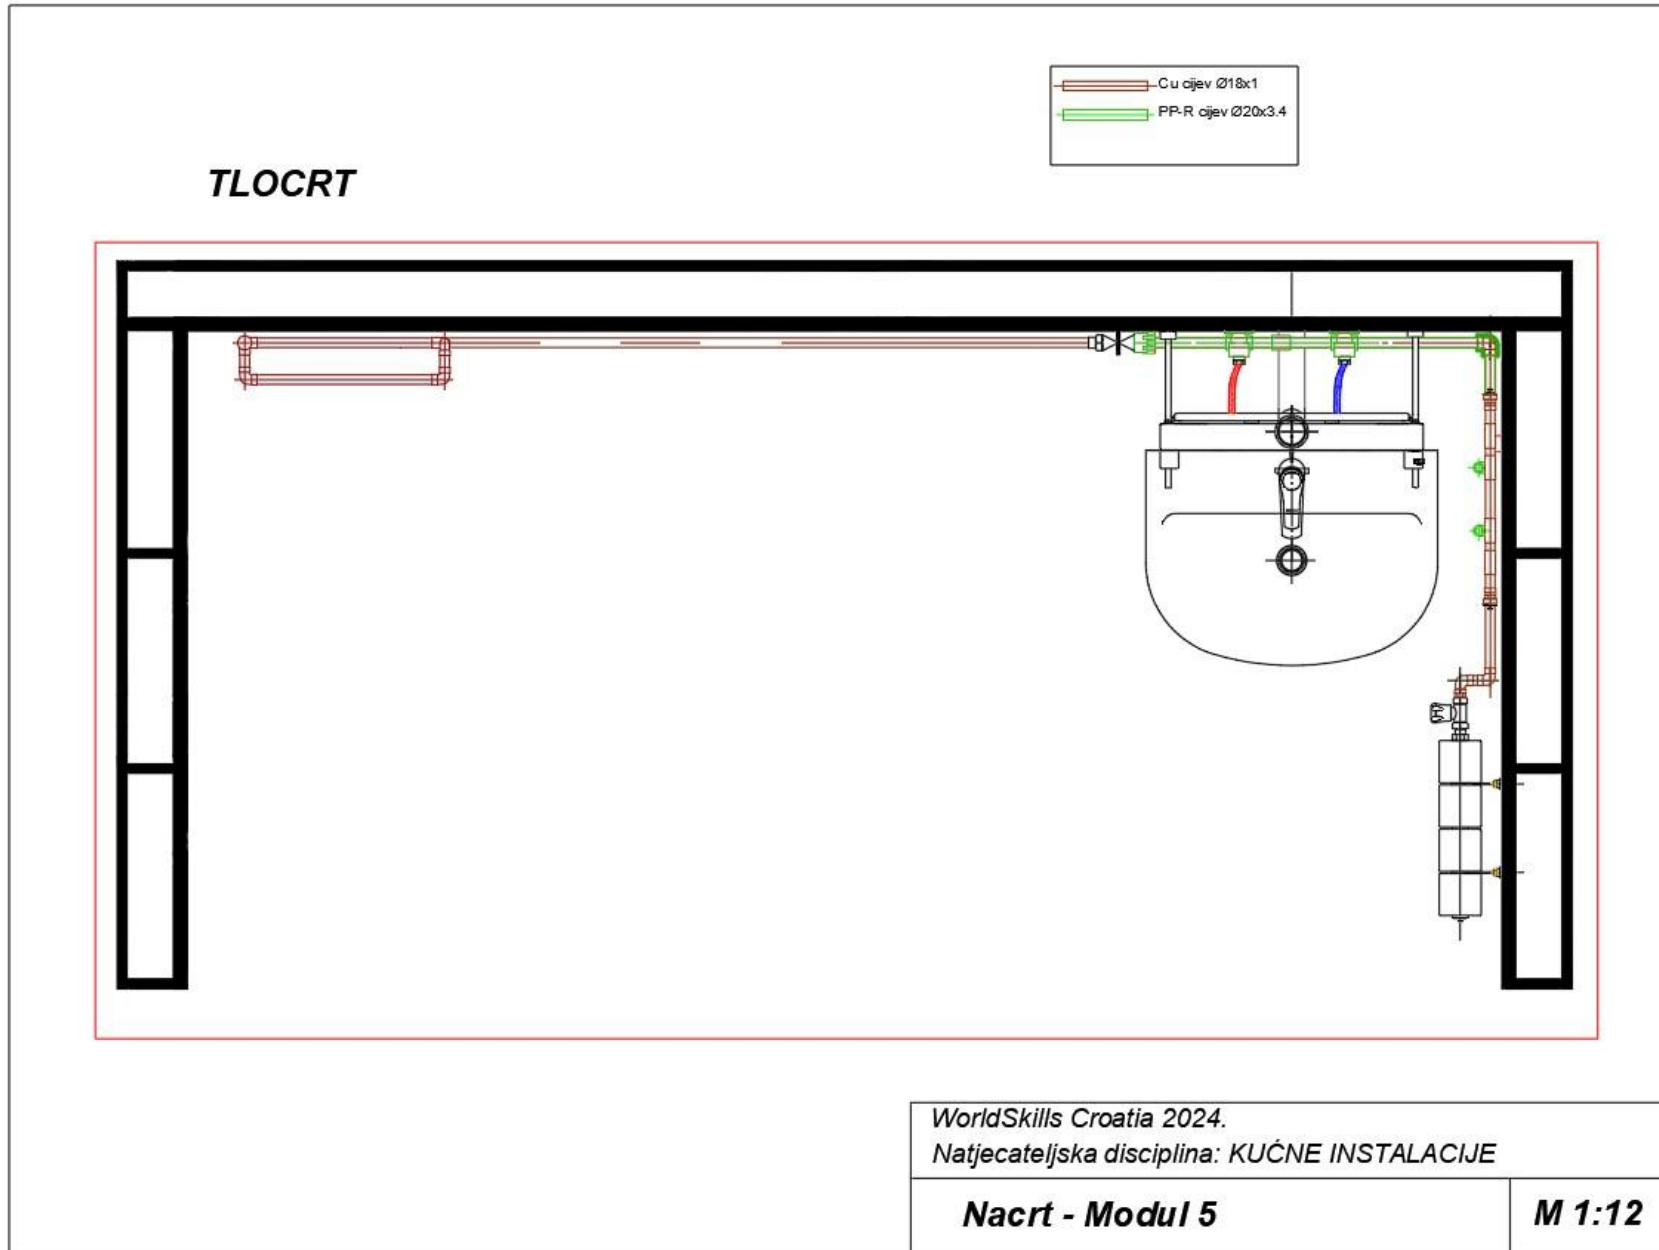 Cu cijev Ø18x1
PP-R cijev Ø20x3.4
TLOCRT
WorldSkills Croatia 2024.
Natjecateljska disciplina: KUĆNE INSTALACIJE
Nacrt - Modul 5
M 1:12